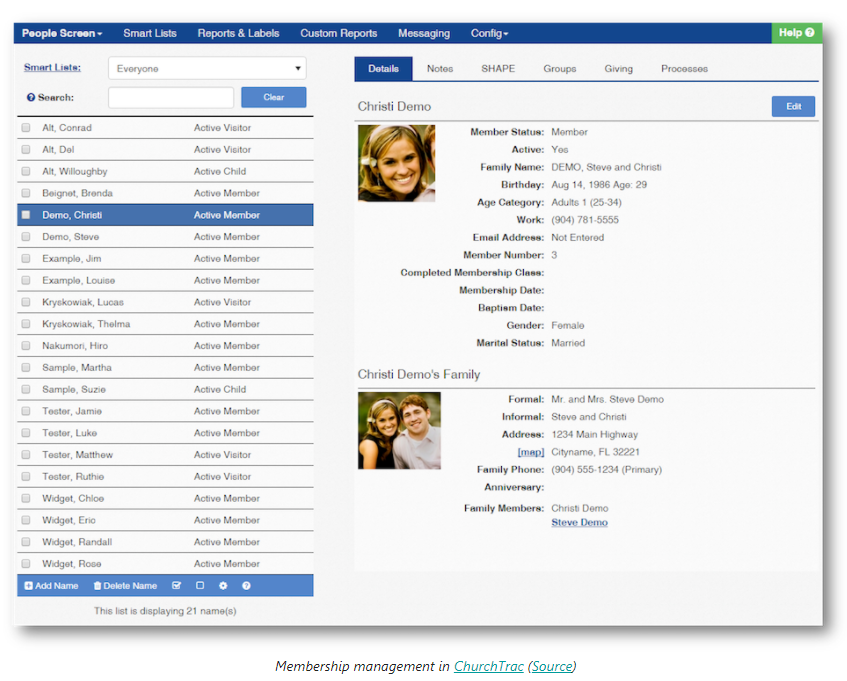 People Screen Smart Lists Reports & Labels Custom Reports Messaging Config Help
Smart Lists: Everyone
Search: Clear
Alt, Conrad Active Visitor
Alt, Del Active Visitor
Alt, Willoughby Active Child
Beignet, Brenda Active Member
Demo, Christi Active Member
Demo, Steve Active Member
Example, Jim Active Member
Example, Louise Active Member
Kryskowiak, Lucas Active Visitor
Kryskowiak, Thelma Active Member
Nakumori, Hiro Active Member
Sample, Martha Active Member
Sample, Suzie Active Child
Tester, Jamie Active Member
Tester, Luke Active Member
Tester, Matthew Active Visitor
Tester, Ruthie Active Visitor
Widget, Chloe Active Member
Widget, Eric Active Member
Widget, Randall Active Member
Widget, Rose Active Member
Add Name Delete Name
This list is displaying 21 name(s)
Details Notes SHAPE Groups Giving Processes
Christi Demo Edit
Member Status: Member
Active: Yes
Family Name: DEMO, Steve and Christi
Birthday: Aug 14, 1986 Age: 29
Age Category: Adults 1 (25-34)
Work: (904) 781-5555
Email Address: Not Entered
Member Number: 3
Completed Membership Class:
Membership Date:
Baptism Date:
Gender: Female
Marital Status: Married
Christi Demo's Family
Formal: Mr. and Mrs. Steve Demo
Informal: Steve and Christi
Address: 1234 Main Highway
[map] Cityname, FL 32221
Family Phone: (904) 555-1234 (Primary)
Anniversary:
Family Members: Christi Demo
Steve Demo
Membership management in ChurchTrac (Source)